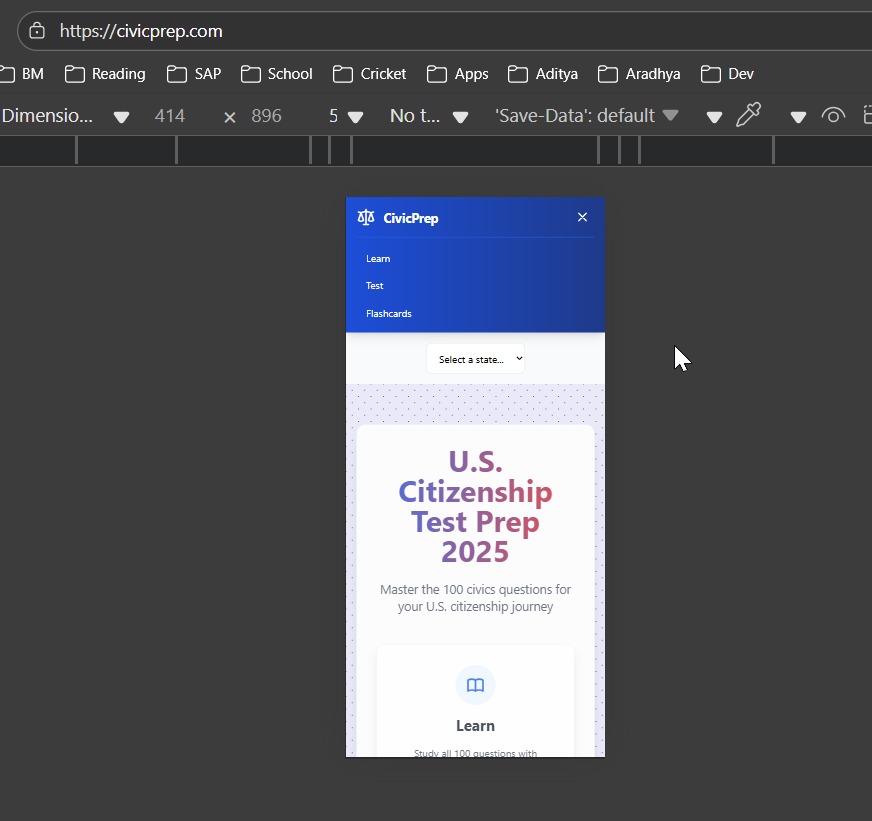 https://civicprep.com
BM Reading SAP School Cricket Apps Aditya Aradhya Dev
Dimensio... 414 × 896 5 No t... 'Save-Data': default
CivicPrep ×
Learn
Test
Flashcards
Select a state...
U.S.
Citizenship
Test Prep
2025
Master the 100 civics questions for
your U.S. citizenship journey
Learn
Study all 100 questions with